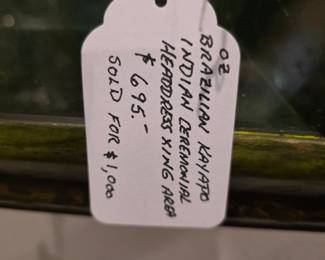 02
BRAZILIAN KAYAPO
INDIAN CEREMONIAL
HEADDRESS XING AREA
$695.-
SOLD FOR $1,000